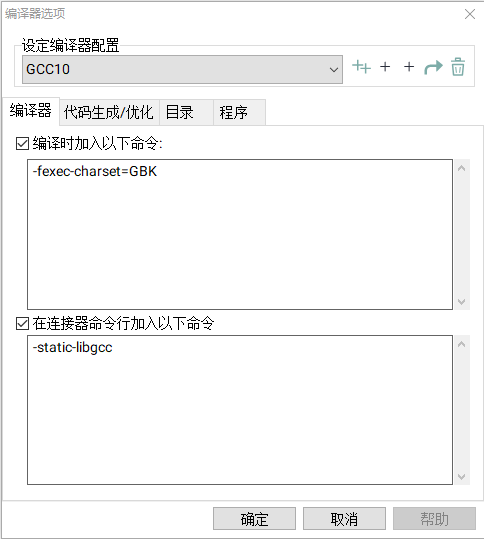 编译器选项
设定编译器配置
GCC10
编译器 代码生成/优化 目录 程序
编译时加入以下命令:
-fexec-charset=GBK
在连接器命令行加入以下命令
-static-libgcc
确定 取消 帮助